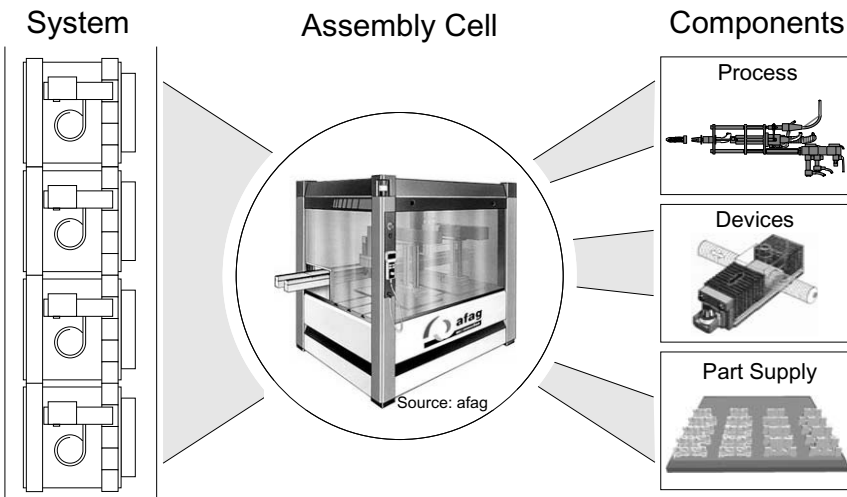 System
Assembly Cell
Components
Process
Devices
afag
Source: afag
Part Supply